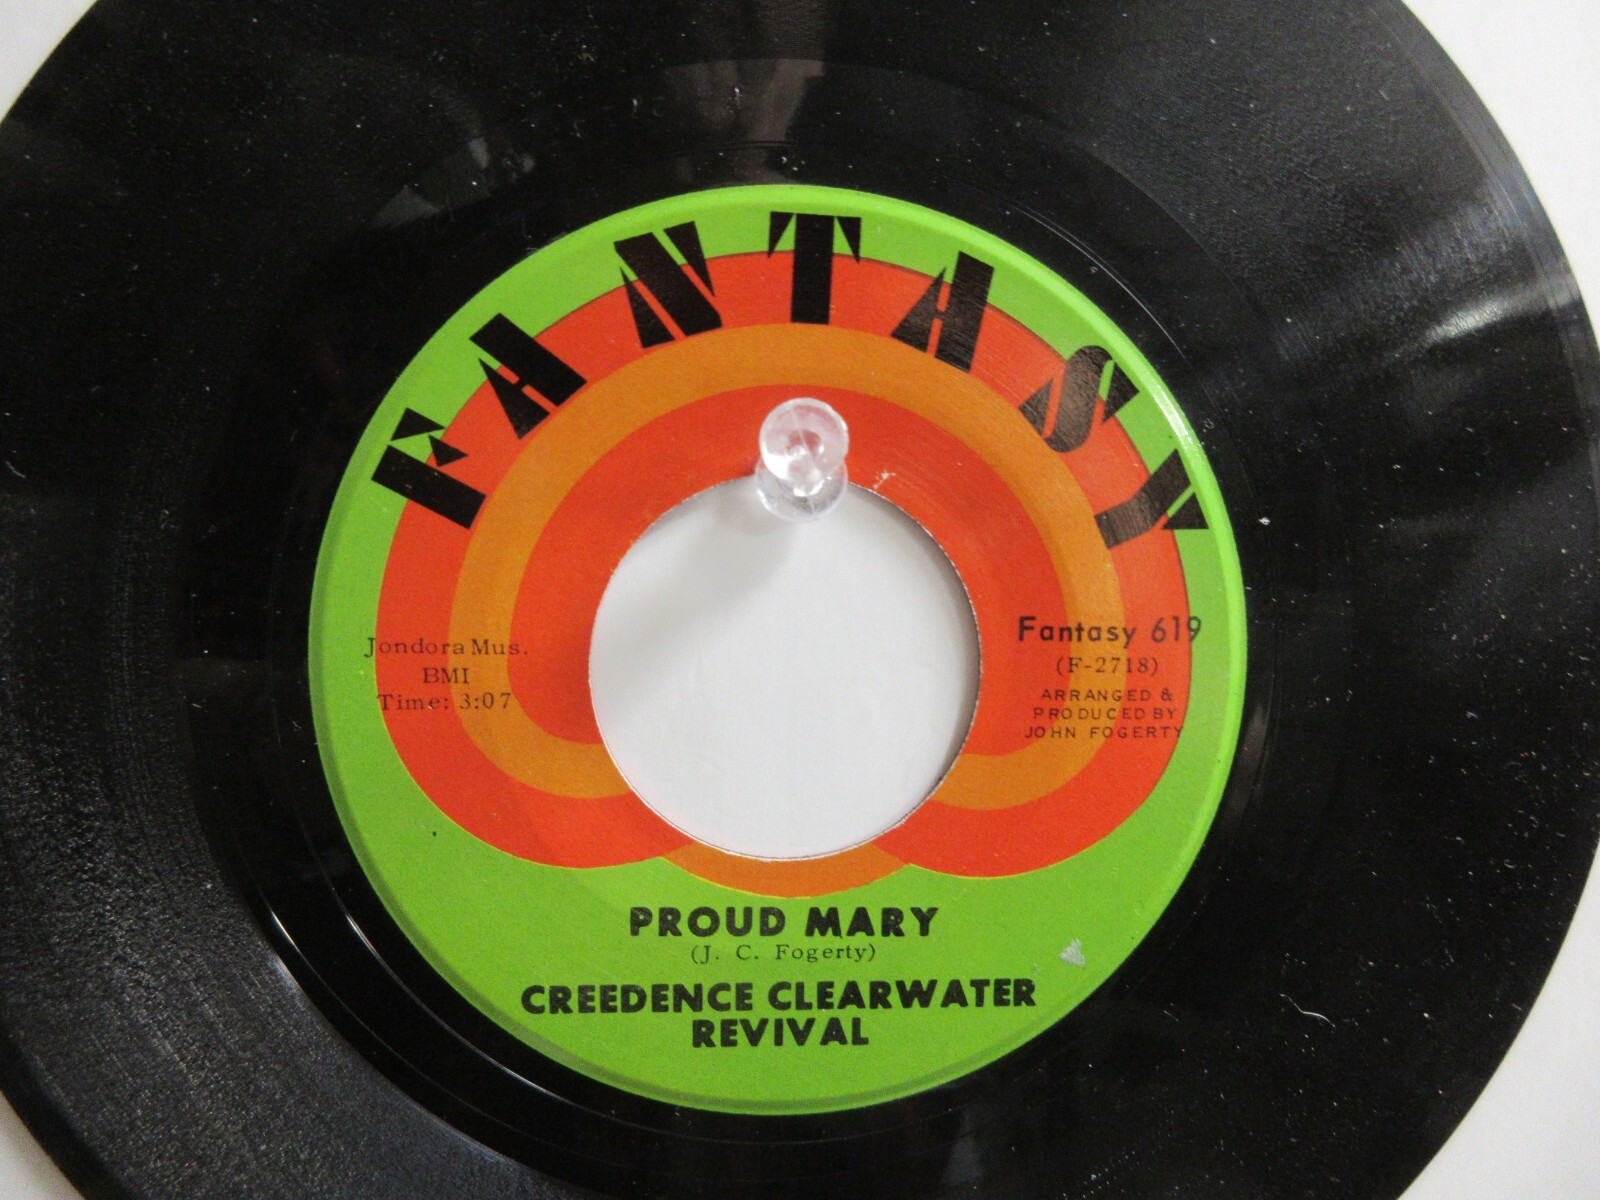 FANTASY
Jondora Mus.
BMI
Time: 3:07
Fantasy 619
(F-2718)
ARRANGED &
PRODUCED BY
JOHN FOGERTY
PROUD MARY
(J. C. Fogerty)
CREEDENCE CLEARWATER
REVIVAL